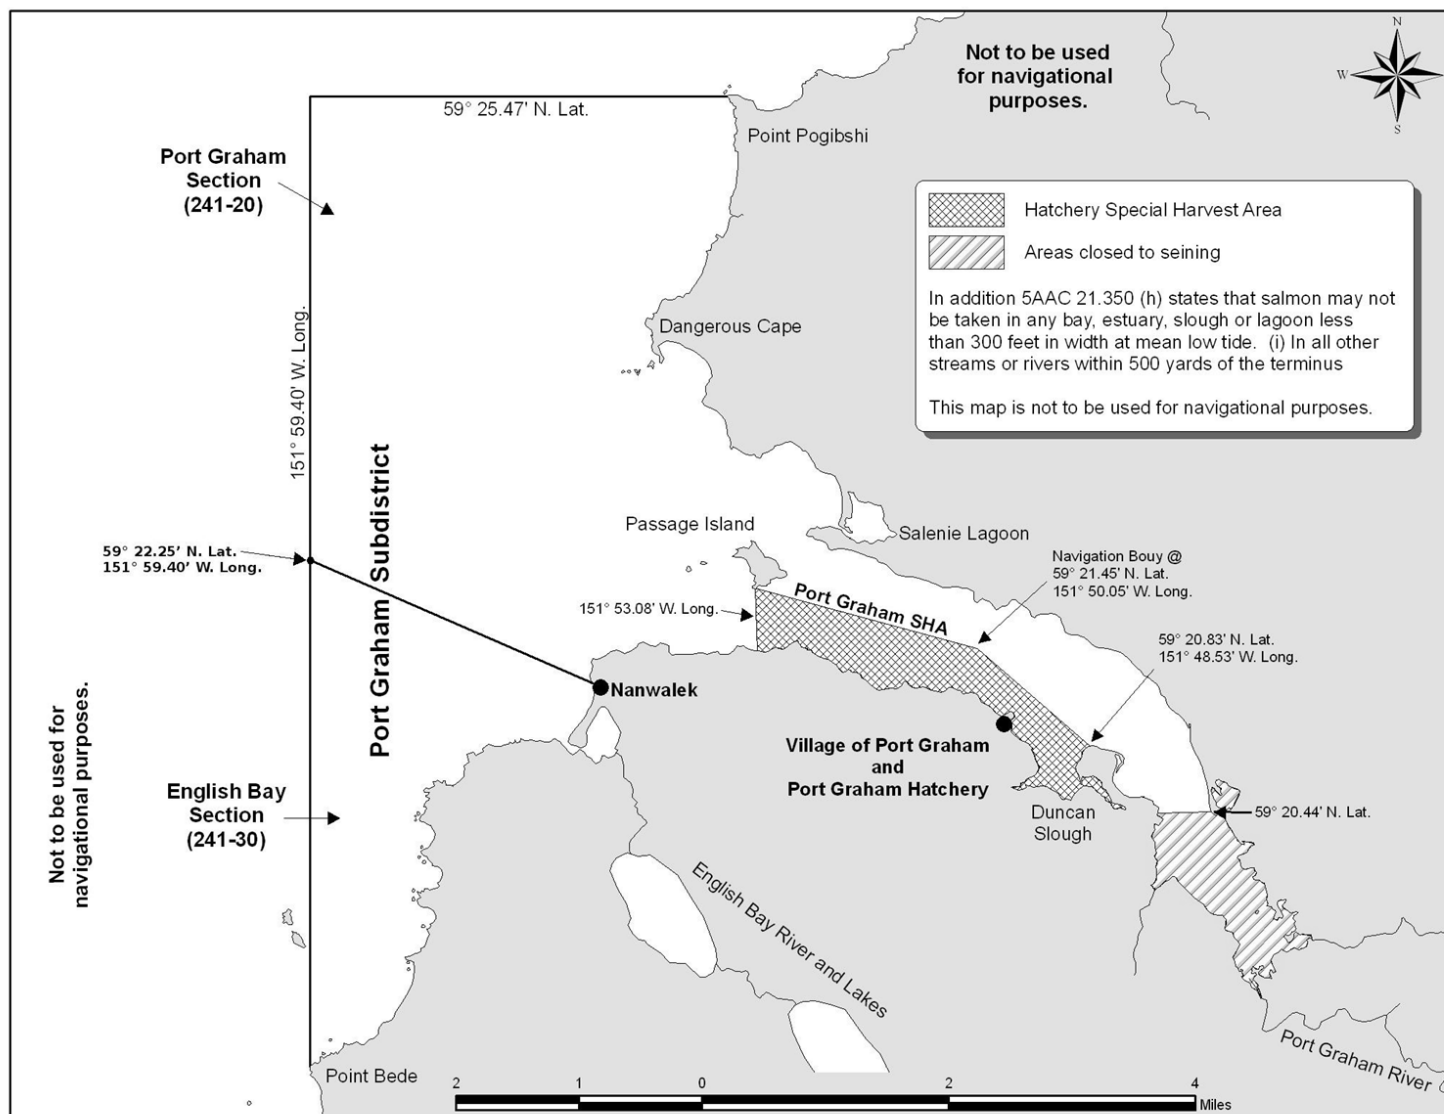 59° 25.47' N. Lat.
Not to be used
for navigational
purposes.
N
W
S
Point Pogibshi
Port Graham
Section
(241-20)
Hatchery Special Harvest Area
Areas closed to seining
In addition 5AAC 21.350 (h) states that salmon may not
be taken in any bay, estuary, slough or lagoon less
than 300 feet in width at mean low tide. (i) In all other
streams or rivers within 500 yards of the terminus
This map is not to be used for navigational purposes.
151° 59.40' W. Long.
Dangerous Cape
Port Graham Subdistrict
Passage Island
Salenie Lagoon
59° 22.25' N. Lat.
151° 59.40' W. Long.
Navigation Bouy @
59° 21.45' N. Lat.
151° 50.05' W. Long.
151° 53.08' W. Long.
Port Graham SHA
59° 20.83' N. Lat.
151° 48.53' W. Long.
Nanwalek
Not to be used for
navigational purposes.
Village of Port Graham
and
Port Graham Hatchery
English Bay
Section
(241-30)
Duncan
Slough
59° 20.44' N. Lat.
English Bay River and Lakes
Port Graham River
Point Bede
2 1 0 2 4
Miles